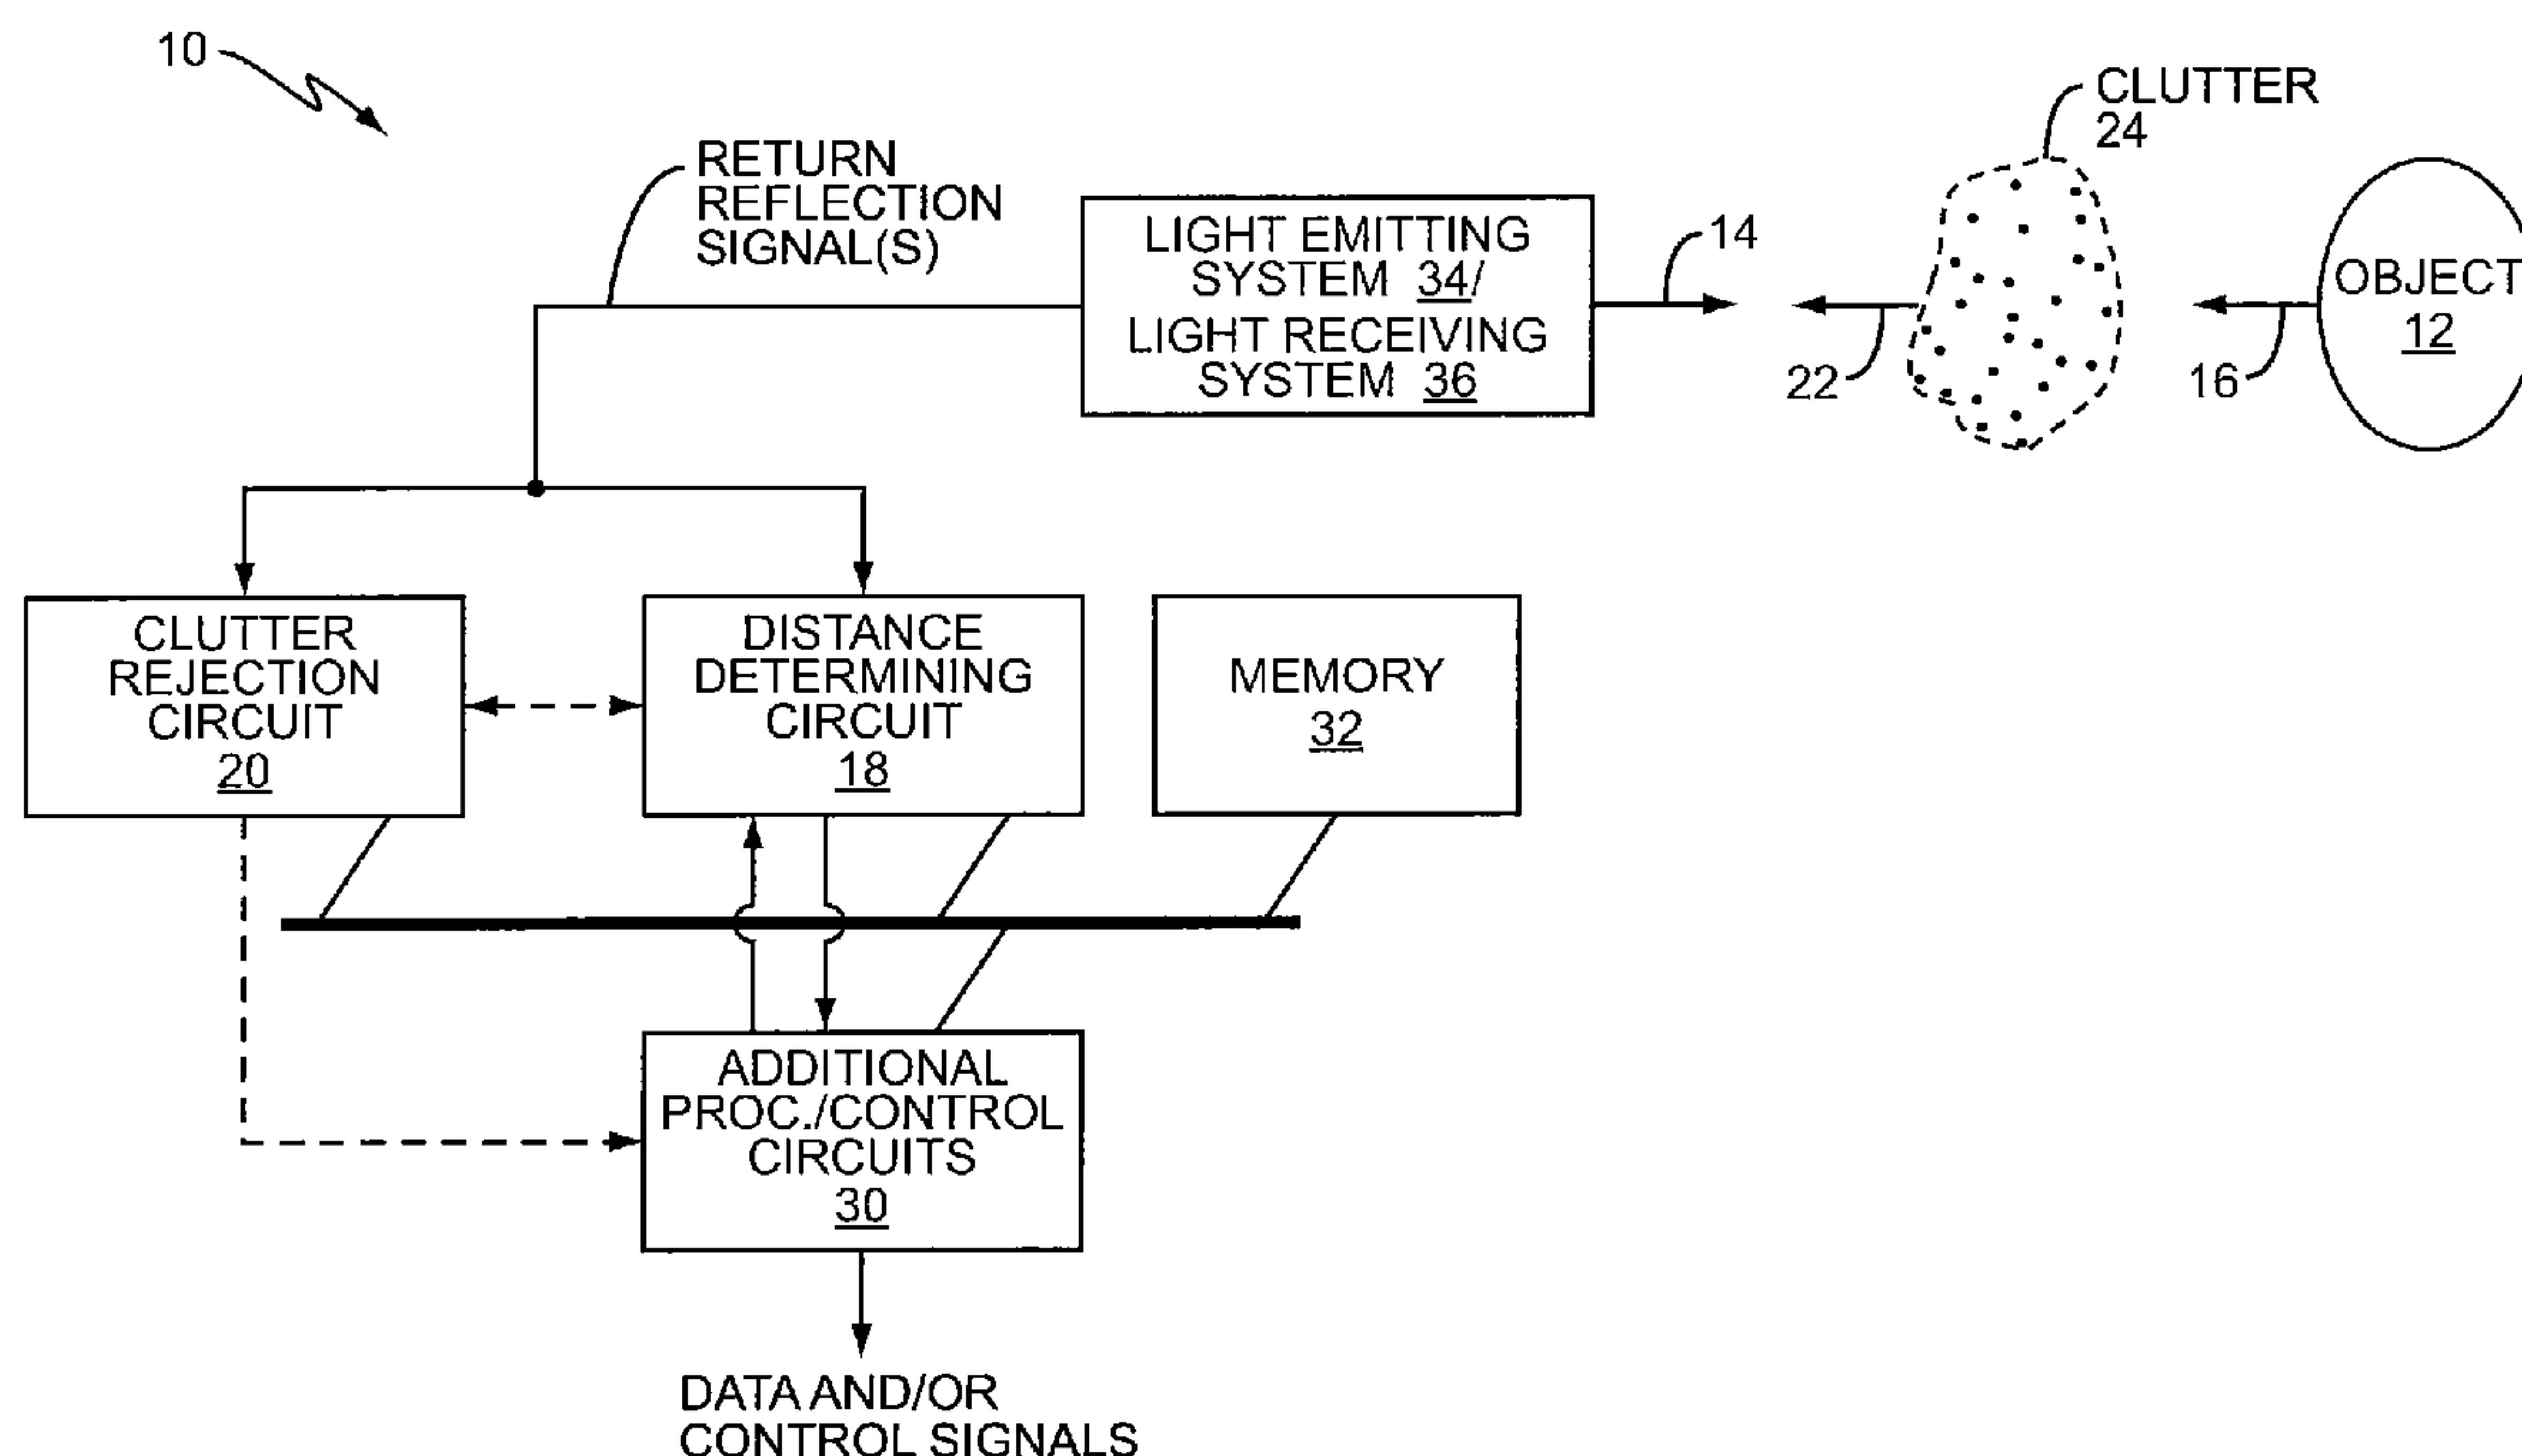 10
CLUTTER
24
RETURN
REFLECTION
SIGNAL(S)
LIGHT EMITTING
SYSTEM 34/
LIGHT RECEIVING
SYSTEM 36
14
22
16
OBJECT
12
CLUTTER
REJECTION
CIRCUIT
20
DISTANCE
DETERMINING
CIRCUIT
18
MEMORY
32
ADDITIONAL
PROC./CONTROL
CIRCUITS
30
DATA AND/OR
CONTROL SIGNALS